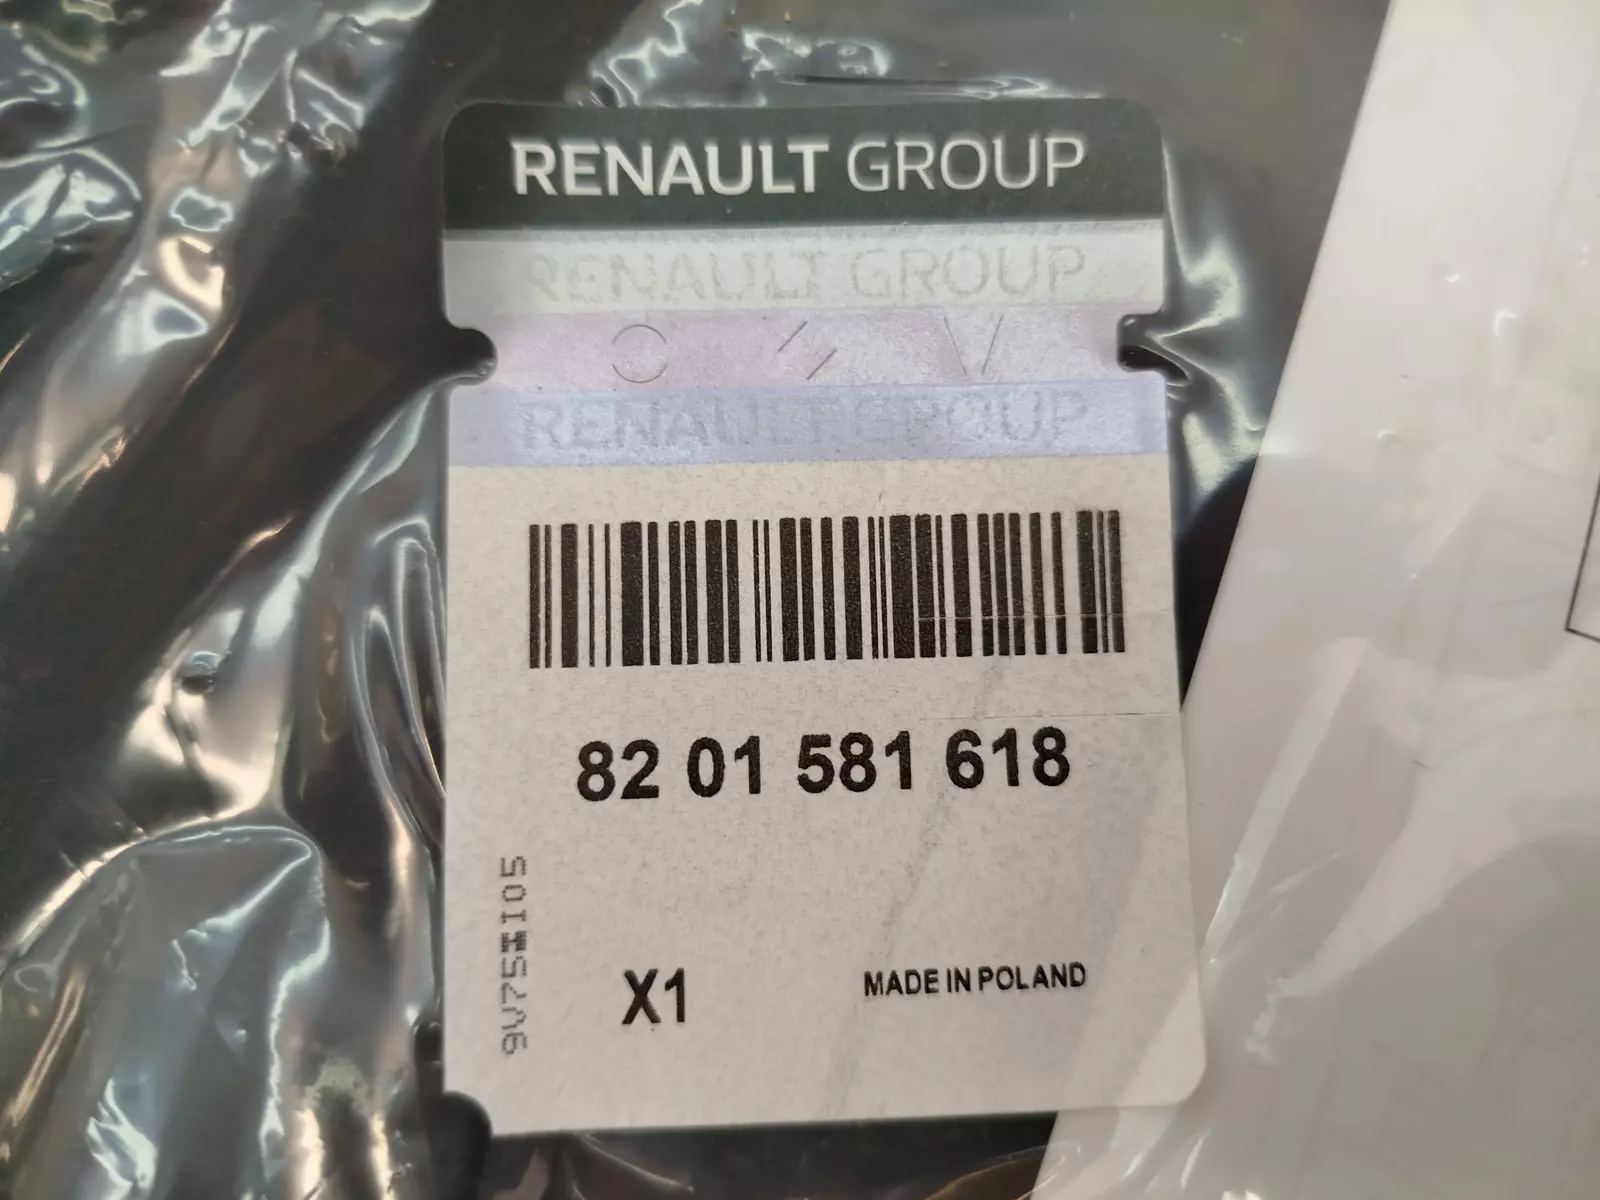 RENAULT GROUP
RENAULT GROUP
RENAULT GROUP
82 01 581 618
X1
MADE IN POLAND